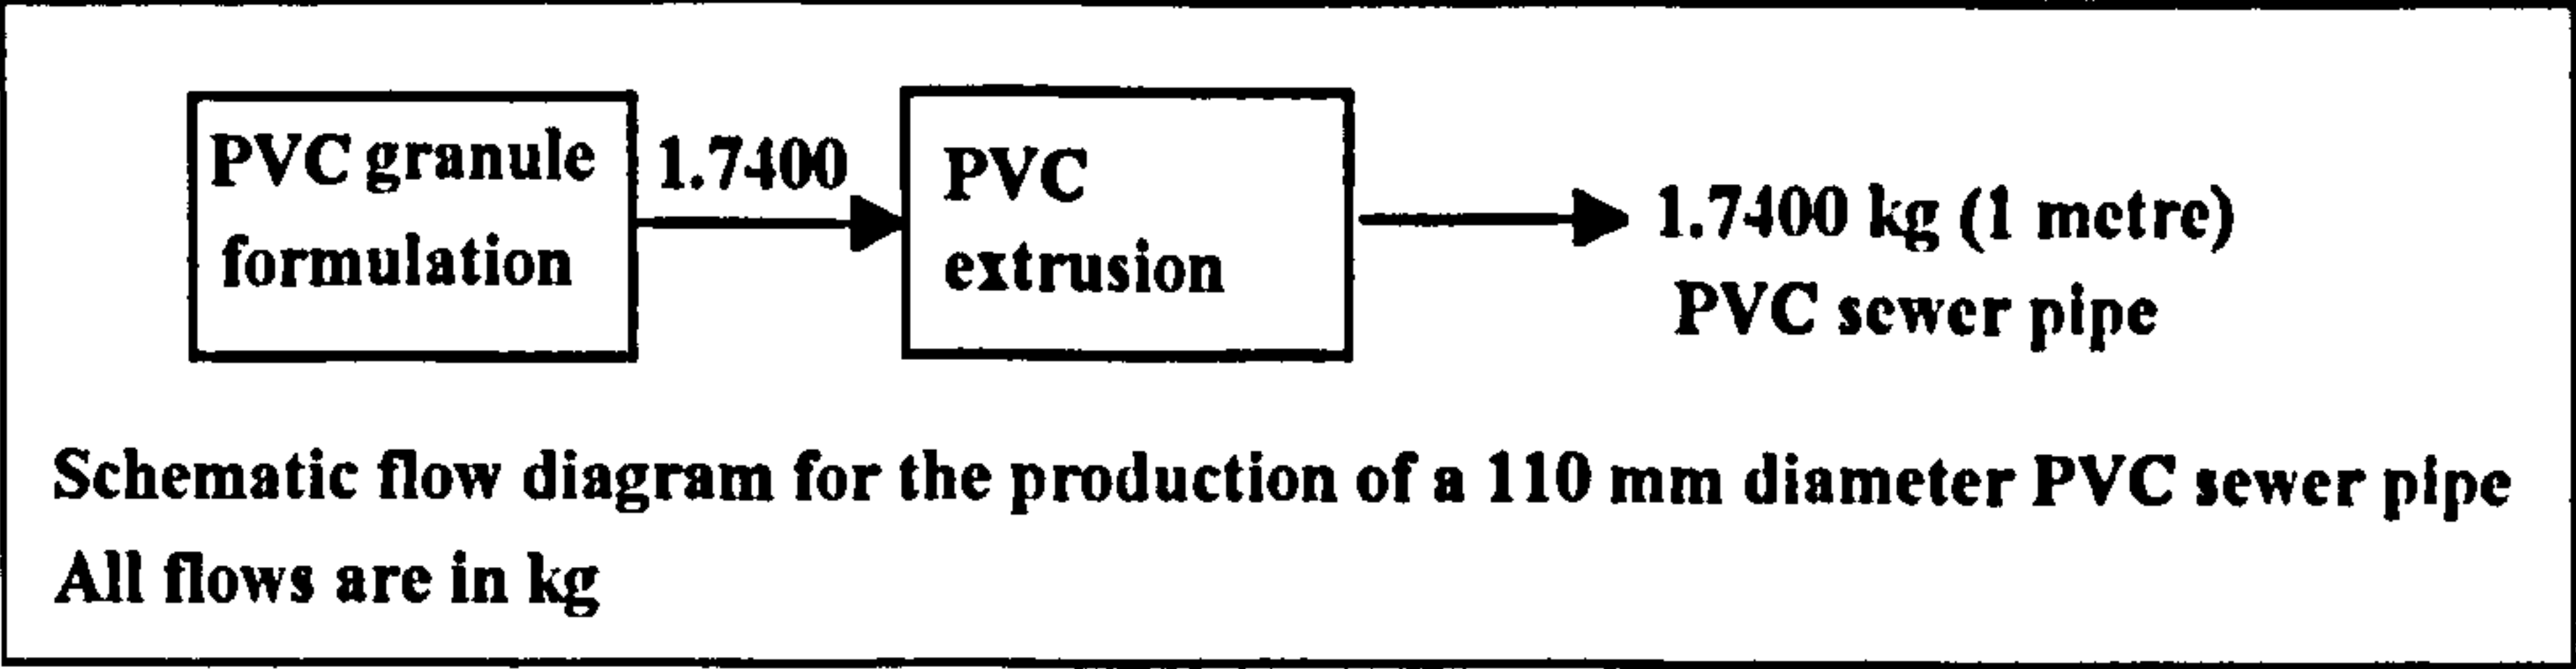 PVC granule
formulation
1.7400
PVC
extrusion
1.7400 kg (1 metre)
PVC sewer pipe
Schematic flow diagram for the production of a 110 mm diameter PVC sewer pipe
All flows are in kg